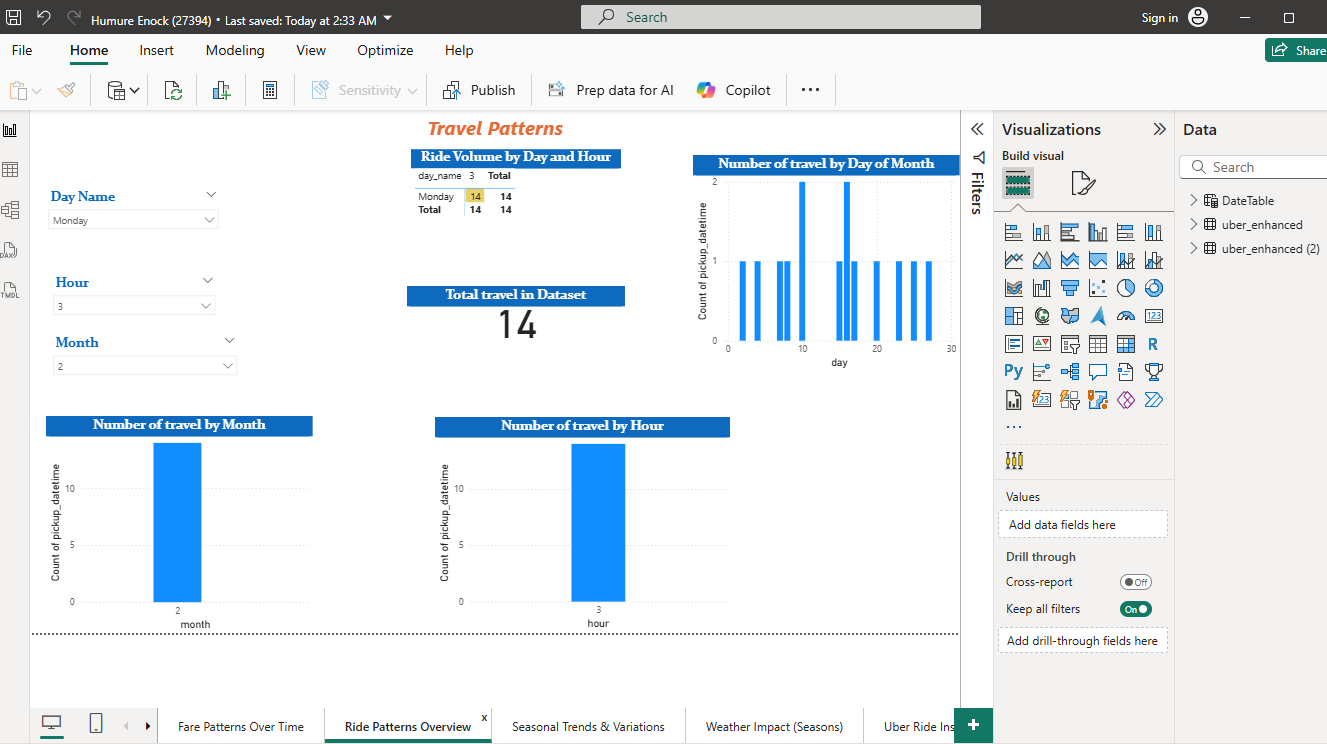 Humure Enock (27394) • Last saved: Today at 2:33 AM
Search
Sign in
File
Home
Insert
Modeling
View
Optimize
Help
Share
Sensitivity
Publish
Prep data for AI
Copilot
Travel Patterns
Ride Volume by Day and Hour
day_name 3 Total
Monday 14 14
Total 14 14
Day Name
Monday
Hour
3
Month
2
Total travel in Dataset
14
Number of travel by Day of Month
Count of pickup_datetime
2
1
0
0 10 20 30
day
Number of travel by Month
Count of pickup_datetime
10
5
0
2
month
Number of travel by Hour
Count of pickup_datetime
10
5
0
3
hour
Filters
Visualizations
Build visual
123
R
Py
123
Values
Add data fields here
Drill through
Cross-report
Off
Keep all filters
On
Add drill-through fields here
Data
Search
DateTable
uber_enhanced
uber_enhanced (2)
DAX
TMDL
Fare Patterns Over Time
Ride Patterns Overview
x
Seasonal Trends & Variations
Weather Impact (Seasons)
Uber Ride Ins
+